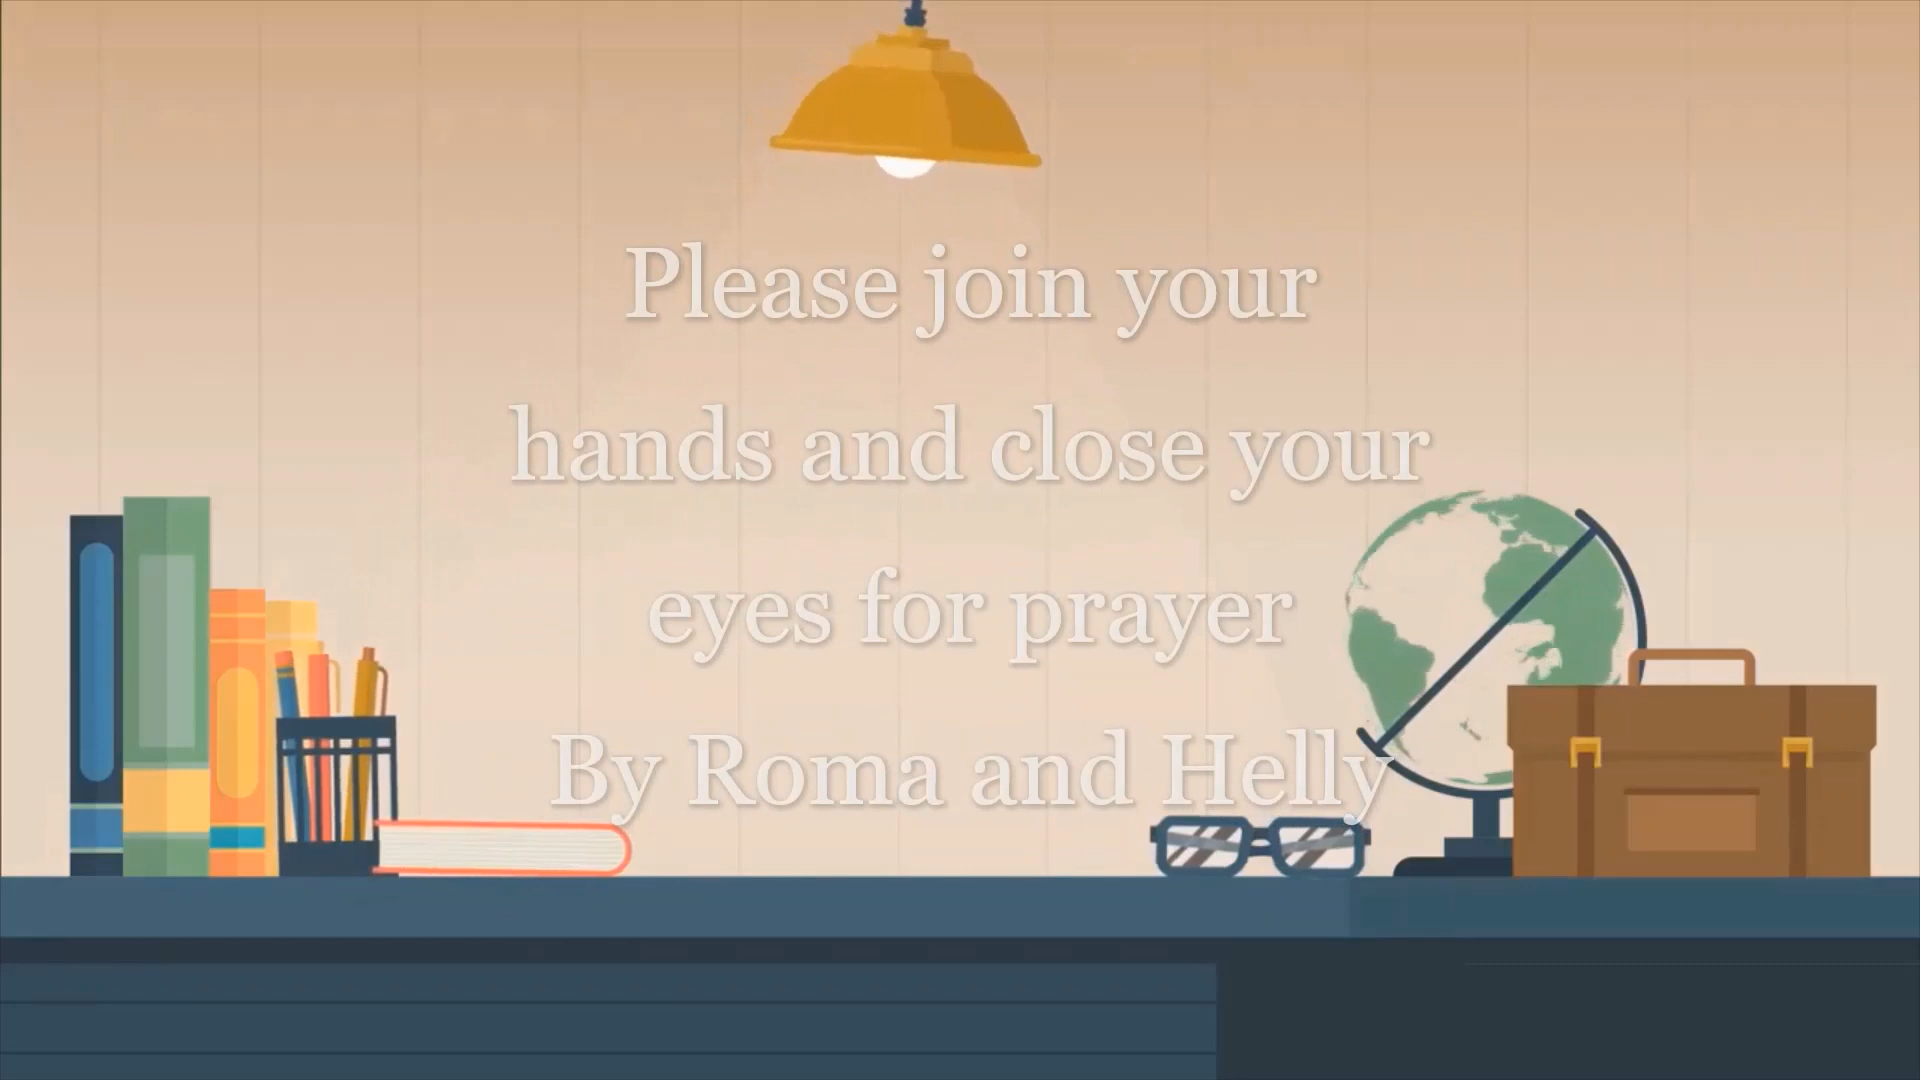 Please join your
hands and close your
eyes for prayer
By Roma and Helly